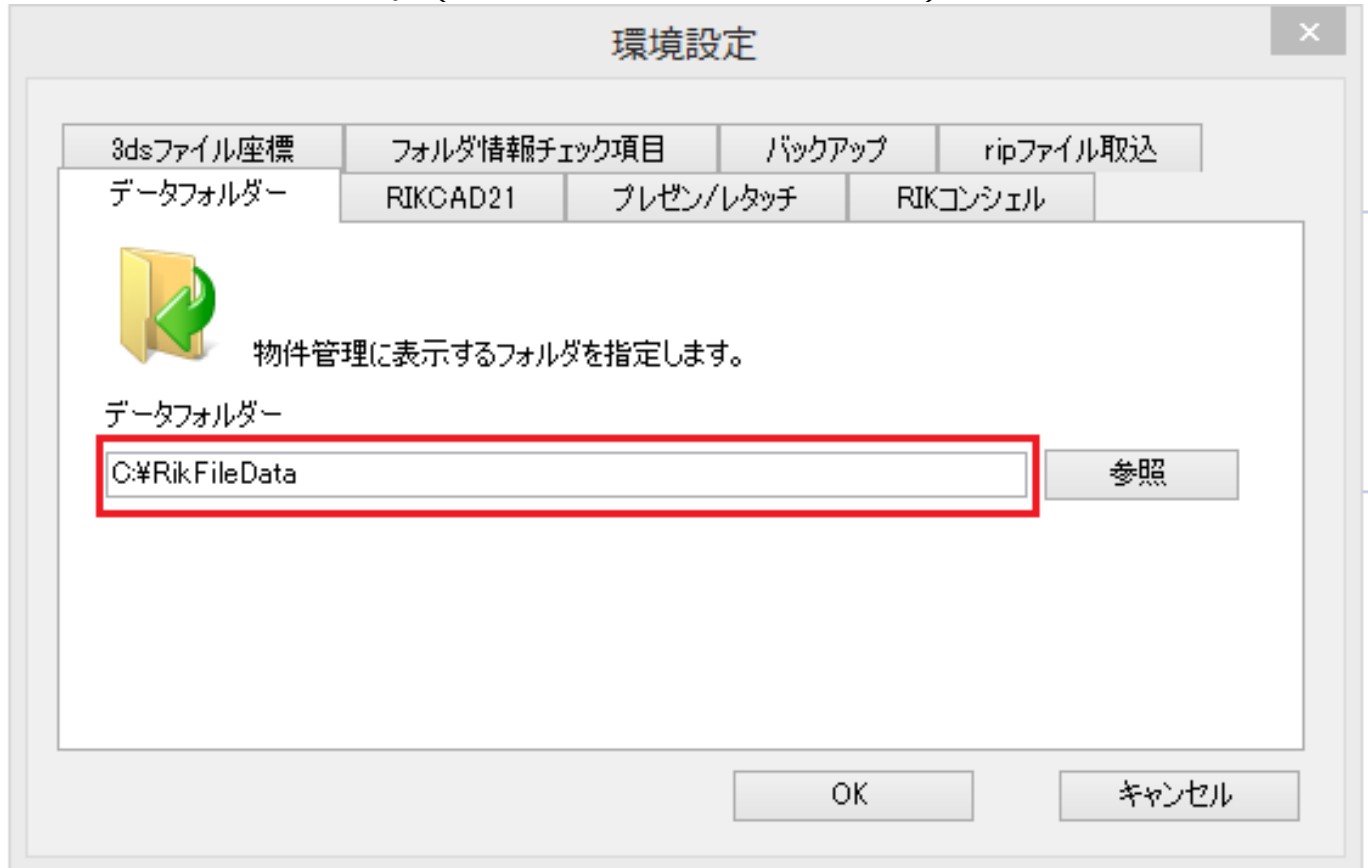 環境設定
3dsファイル座標 フォルダ情報チェック項目 バックアップ ripファイル取込
データフォルダー RIKCAD21 プレゼン/レタッチ RIKコンシェル
物件管理に表示するフォルダを指定します。
データフォルダー
C:¥RikFileData 参照
OK キャンセル